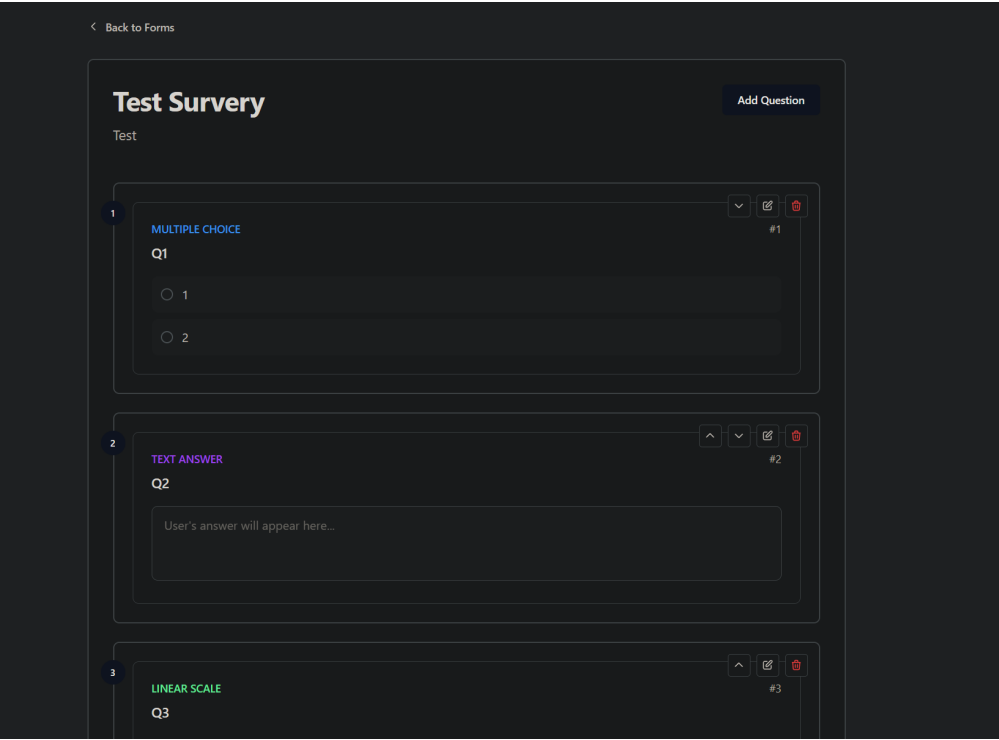 Back to Forms
Test Survery
Add Question
Test
1
MULTIPLE CHOICE
#1
Q1
1
2
2
TEXT ANSWER
#2
Q2
User's answer will appear here...
3
LINEAR SCALE
#3
Q3